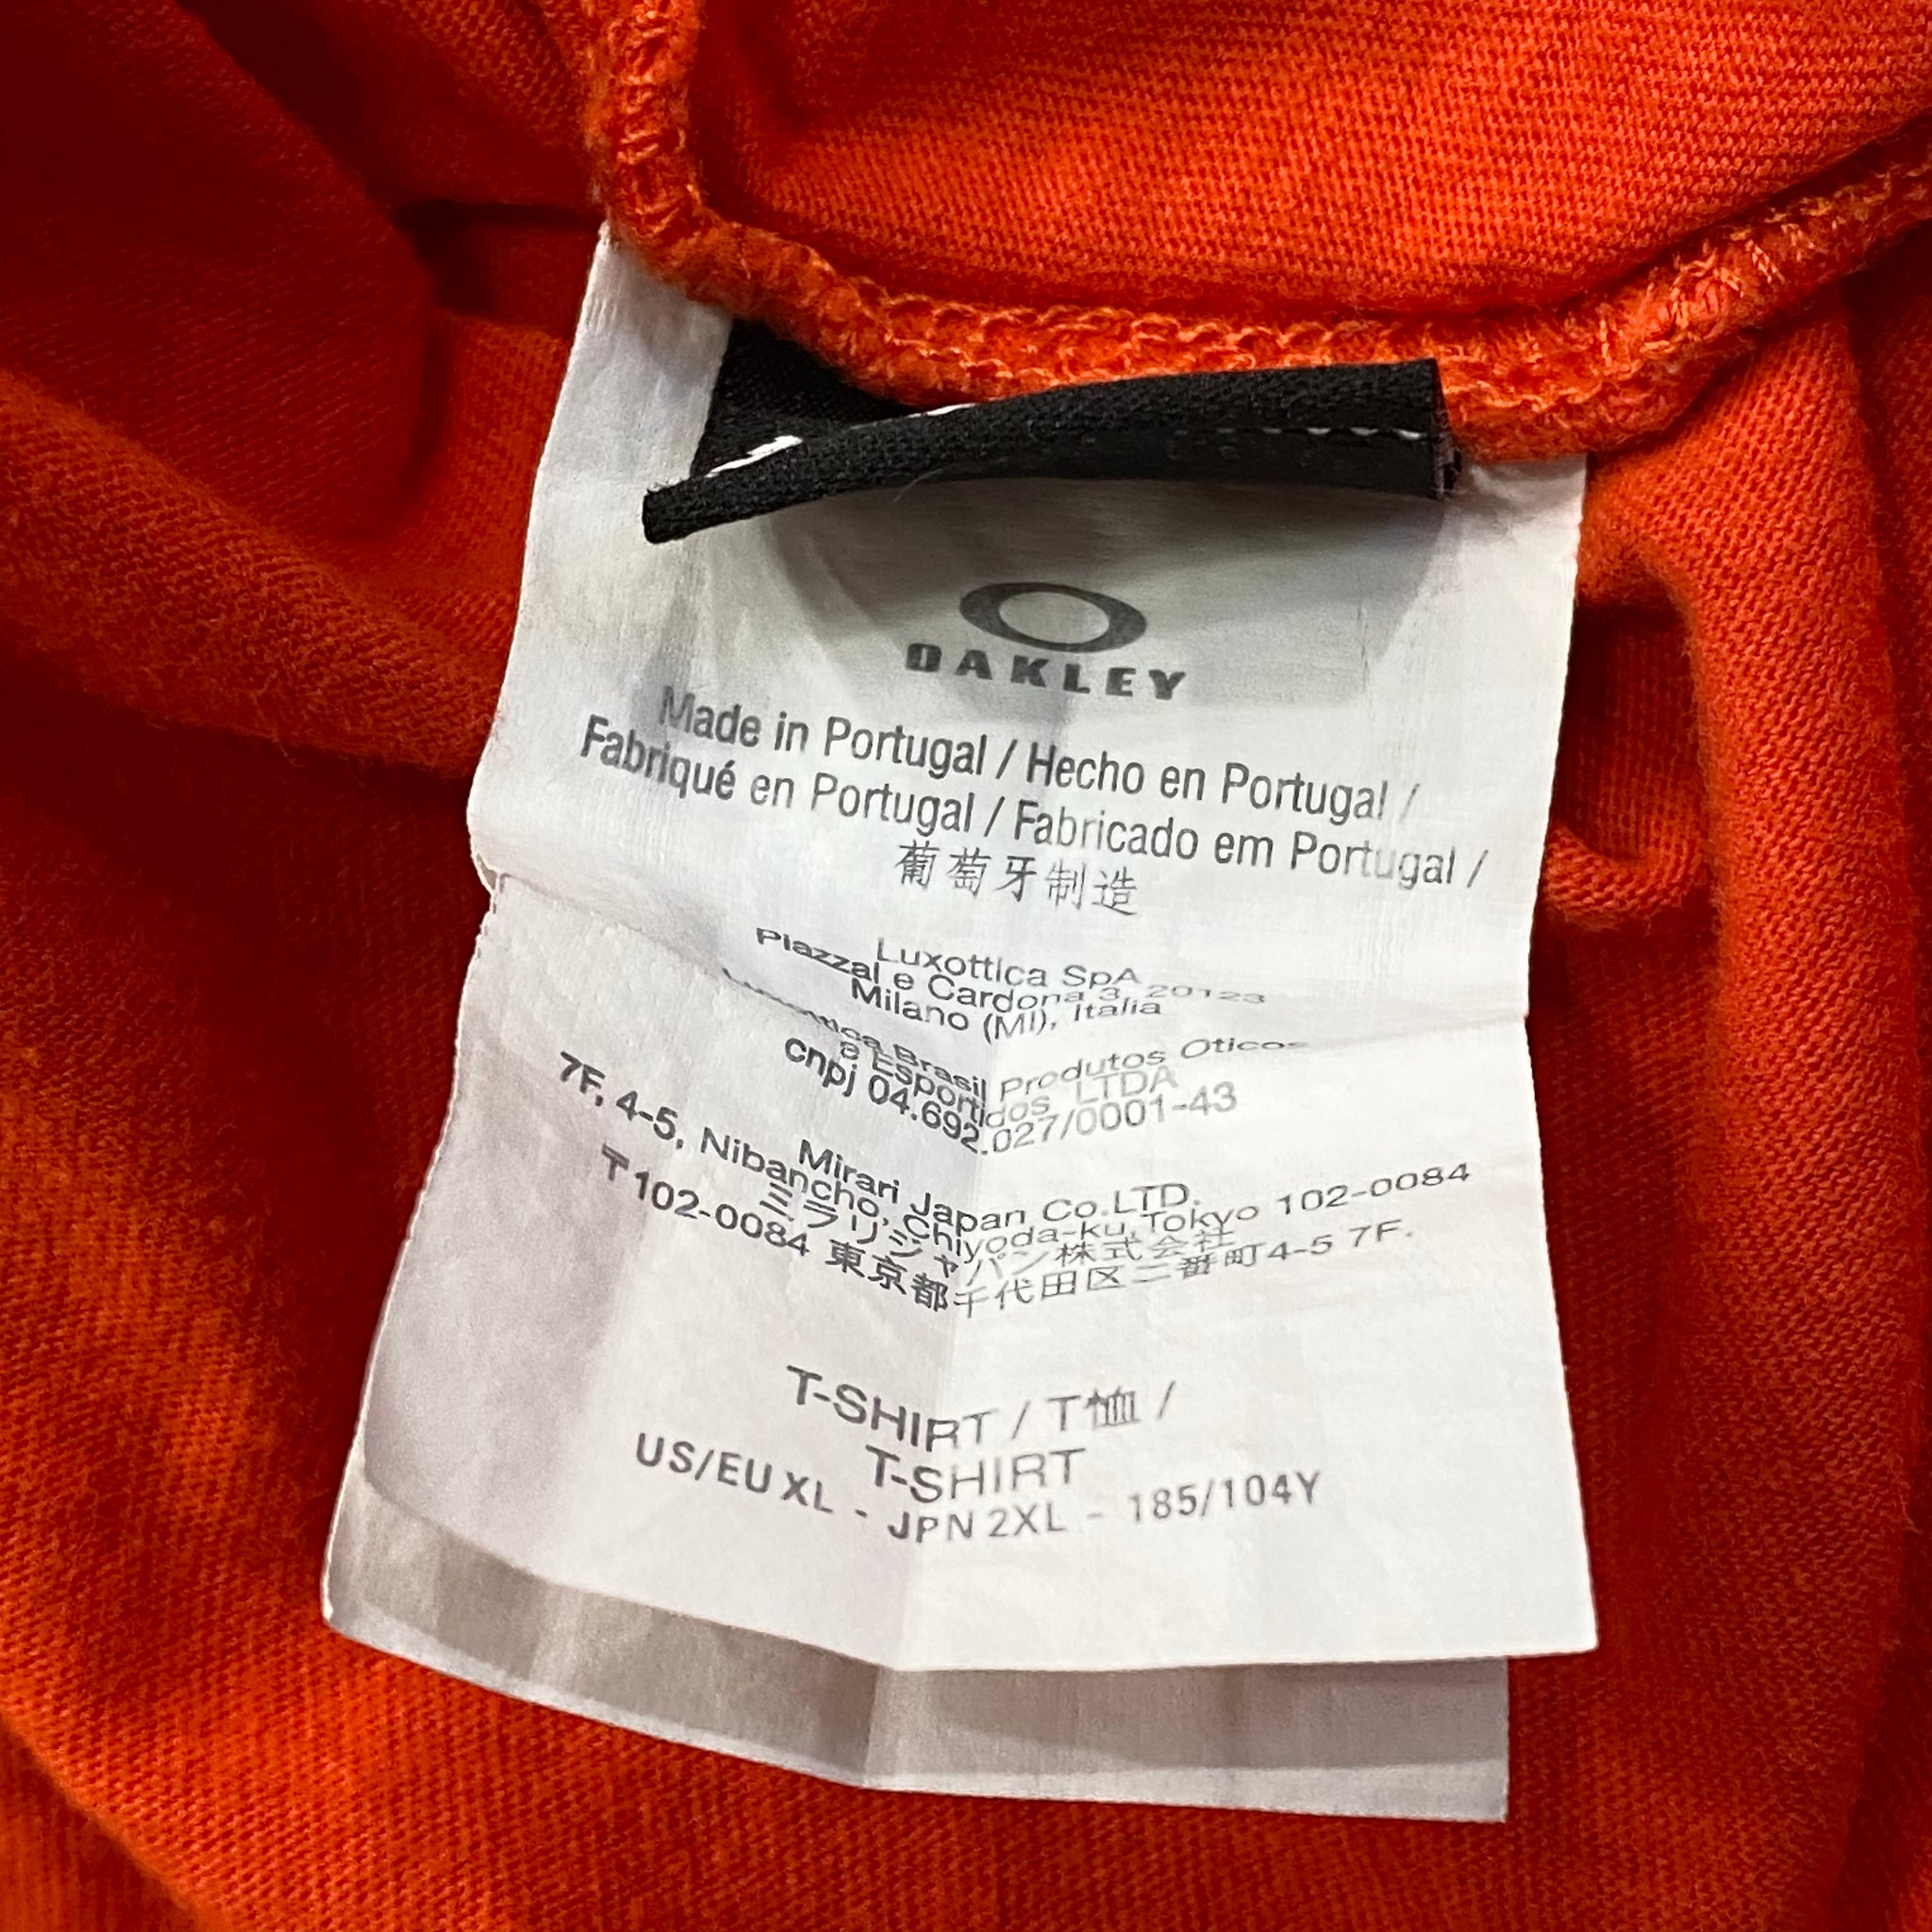 OAKLEY
Made in Portugal / Hecho en Portugal /
Fabriqué en Portugal / Fabricado em Portugal /
葡萄牙制造
Luxottica SpA
Piazzal e Cardona 3, 20123
Milano (MI), Italia
Brasil Produtos Oticos
e Esportidos LTDA
cnpj 04.692.027/0001-43
Mirari Japan Co.LTD.
7F, 4-5, Nibancho, Chiyoda-ku, Tokyo 102-0084
ミラリジャパン株式会社
〒102-0084 東京都千代田区二番町4-5 7F.
T-SHIRT / T恤 /
T-SHIRT
US/EU XL - JPN 2XL - 185/104Y